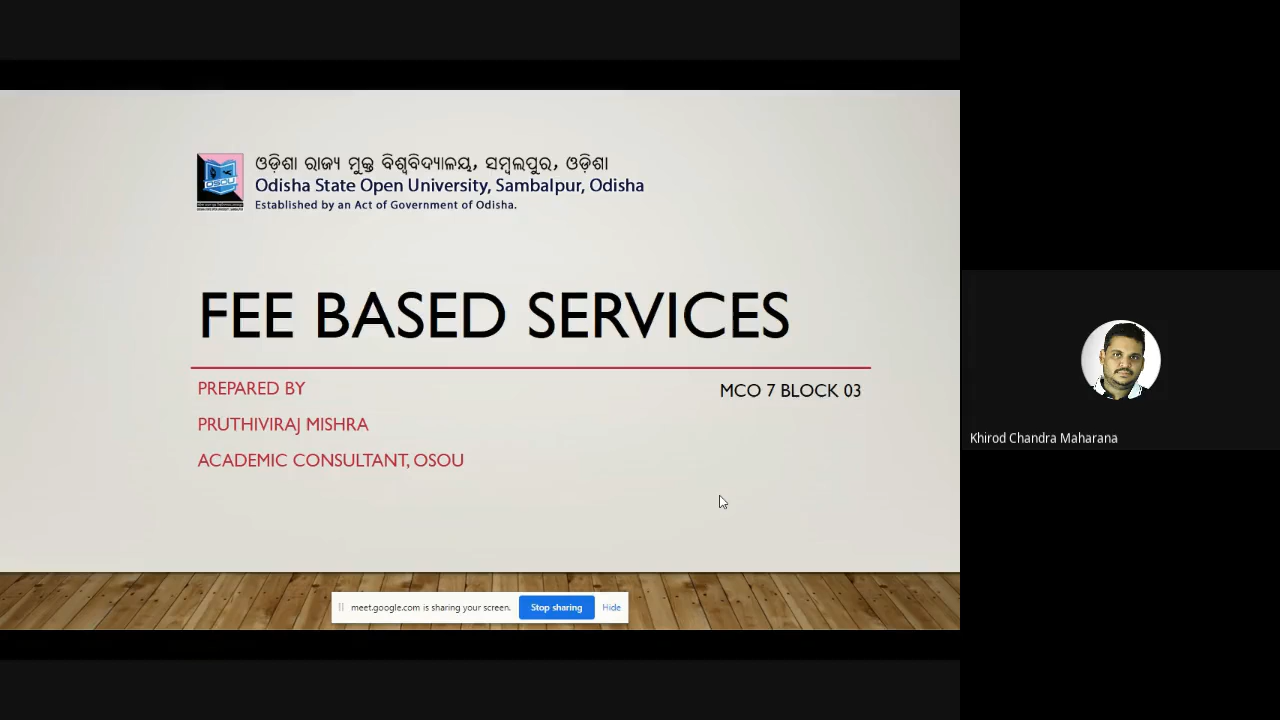 ଓଡ଼ିଶା ରାଜ୍ୟ ମୁକ୍ତ ବିଶ୍ୱବିଦ୍ୟାଳୟ, ସମ୍ବଲପୁର, ଓଡ଼ିଶା
Odisha State Open University, Sambalpur, Odisha
Established by an Act of Government of Odisha.
OSOU
FEE BASED SERVICES
PREPARED BY
MCO 7 BLOCK 03
PRUTHIVIRAJ MISHRA
ACADEMIC CONSULTANT, OSOU
Khirod Chandra Maharana
meet.google.com is sharing your screen. Stop sharing Hide